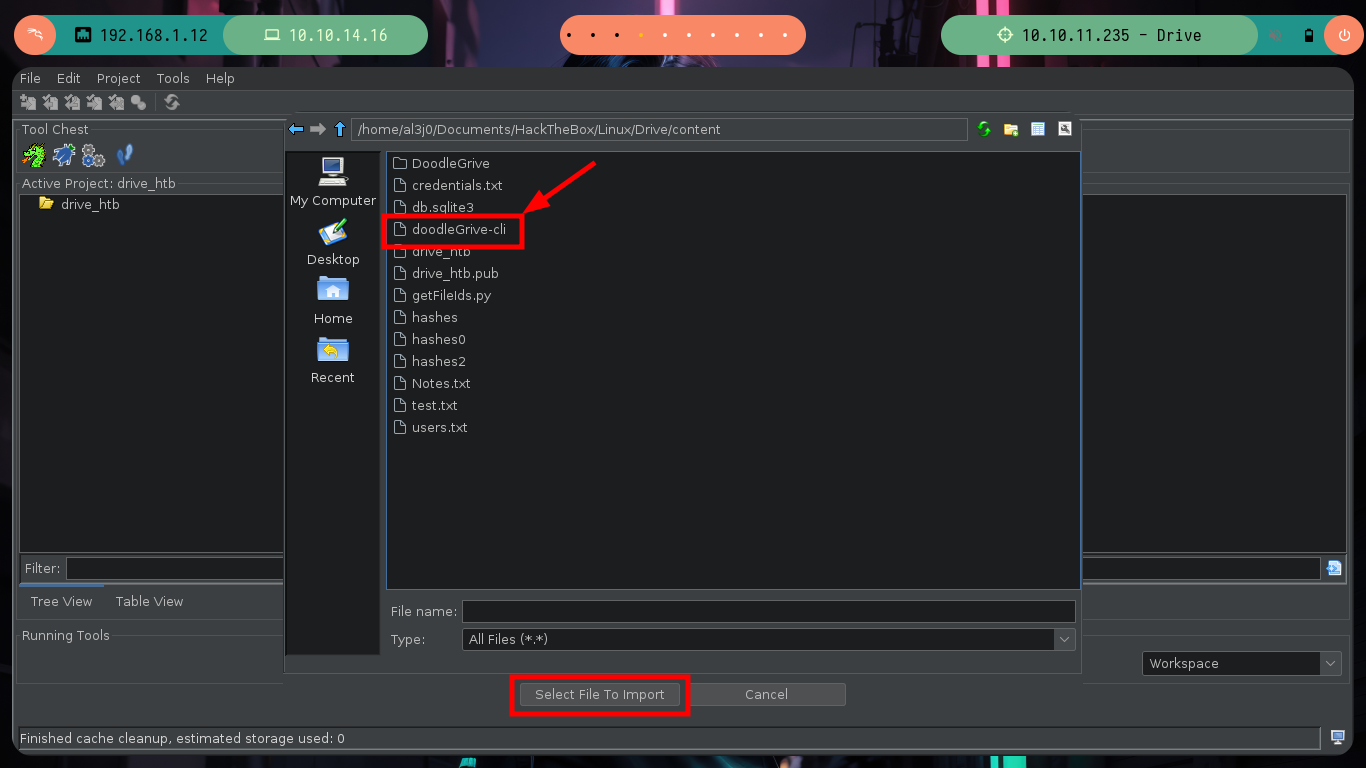 192.168.1.12 10.10.14.16 10.10.11.235 - Drive
File Edit Project Tools Help
Tool Chest
Active Project: drive_htb
drive_htb
/home/al3j0/Documents/HackTheBox/Linux/Drive/content
My Computer
Desktop
Home
Recent
DoodleGrive
credentials.txt
db.sqlite3
doodleGrive-cli
drive_htb
drive_htb.pub
getFileIds.py
hashes
hashes0
hashes2
Notes.txt
test.txt
users.txt
Filter:
File name:
Type: All Files (*.*)
Tree View Table View
Running Tools
Workspace
Select File To Import Cancel
Finished cache cleanup, estimated storage used: 0